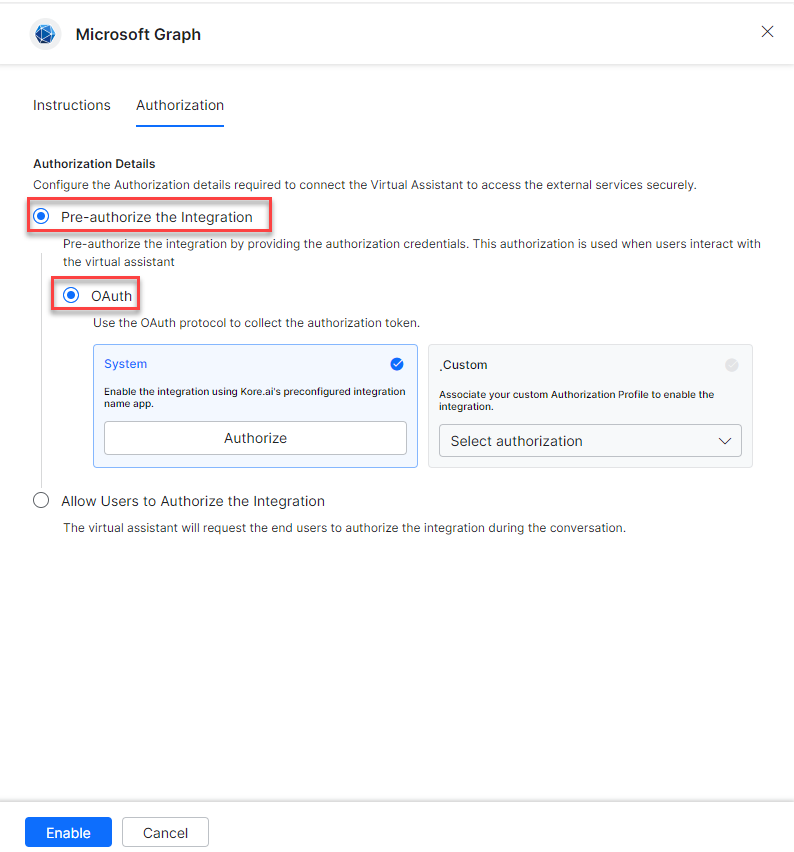 Microsoft Graph
Instructions
Authorization
Authorization Details
Configure the Authorization details required to connect the Virtual Assistant to access the external services securely.
Pre-authorize the Integration
Pre-authorize the integration by providing the authorization credentials. This authorization is used when users interact with
the virtual assistant
OAuth
Use the OAuth protocol to collect the authorization token.
System
Enable the integration using Kore.ai's preconfigured integration
name app.
Authorize
.Custom
Associate your custom Authorization Profile to enable the
integration.
Select authorization
Allow Users to Authorize the Integration
The virtual assistant will request the end users to authorize the integration during the conversation.
Enable
Cancel